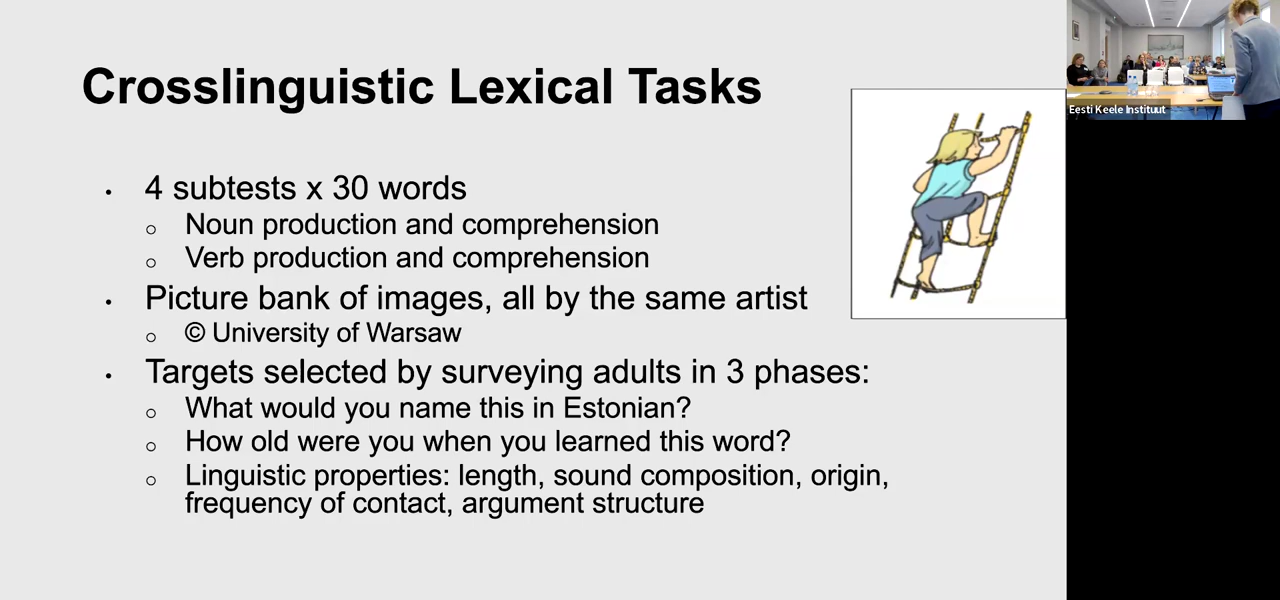 Crosslinguistic Lexical Tasks
• 4 subtests x 30 words
o Noun production and comprehension
o Verb production and comprehension
• Picture bank of images, all by the same artist
o © University of Warsaw
• Targets selected by surveying adults in 3 phases:
o What would you name this in Estonian?
o How old were you when you learned this word?
o Linguistic properties: length, sound composition, origin,
frequency of contact, argument structure
Eesti Keele Instituut